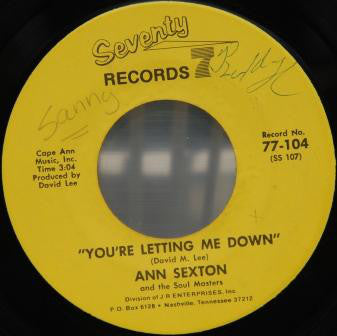 Seventy 7
RECORDS
Sanny
Cape Ann
Music, Inc.
Time 3:04
Produced by
David Lee
Record No.
77-104
(SS 107)
"YOU'RE LETTING ME DOWN"
(David M. Lee)
ANN SEXTON
and the Soul Masters
Division of J R ENTERPRISES, Inc.
P.O. Box 6128 • Nashville, Tennessee 37212